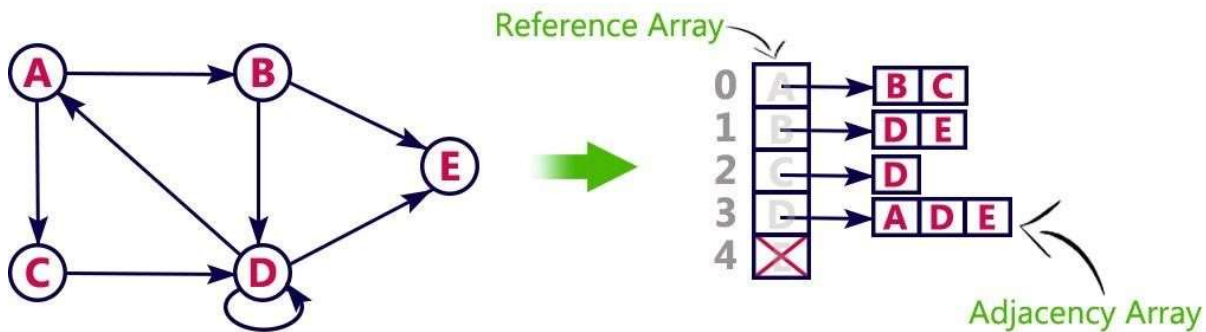 Reference Array
A B
E
C D
0 A B C
1 B D E
2 C D
3 D A D E
4 E
Adjacency Array